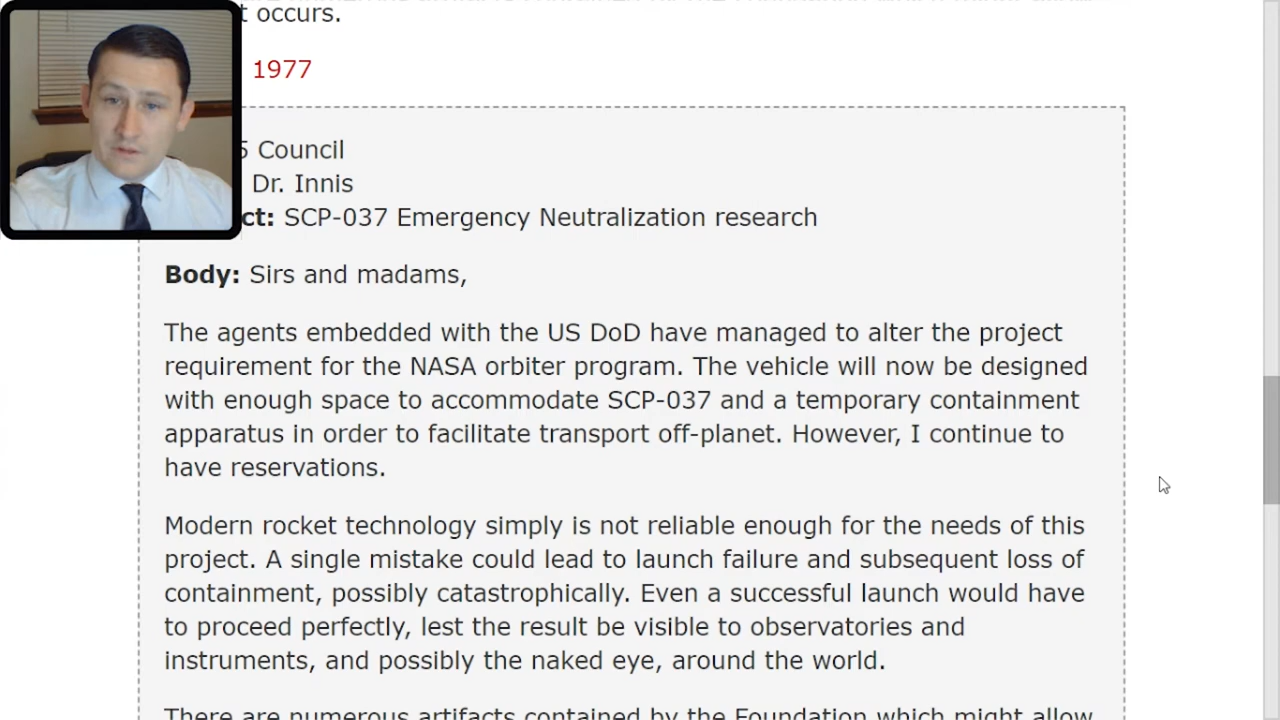 t occurs.
1977
5 Council
Dr. Innis
ct: SCP-037 Emergency Neutralization research
Body: Sirs and madams,
The agents embedded with the US DoD have managed to alter the project
requirement for the NASA orbiter program. The vehicle will now be designed
with enough space to accommodate SCP-037 and a temporary containment
apparatus in order to facilitate transport off-planet. However, I continue to
have reservations.
Modern rocket technology simply is not reliable enough for the needs of this
project. A single mistake could lead to launch failure and subsequent loss of
containment, possibly catastrophically. Even a successful launch would have
to proceed perfectly, lest the result be visible to observatories and
instruments, and possibly the naked eye, around the world.
There are numerous artifacts contained by the Foundation which might allow